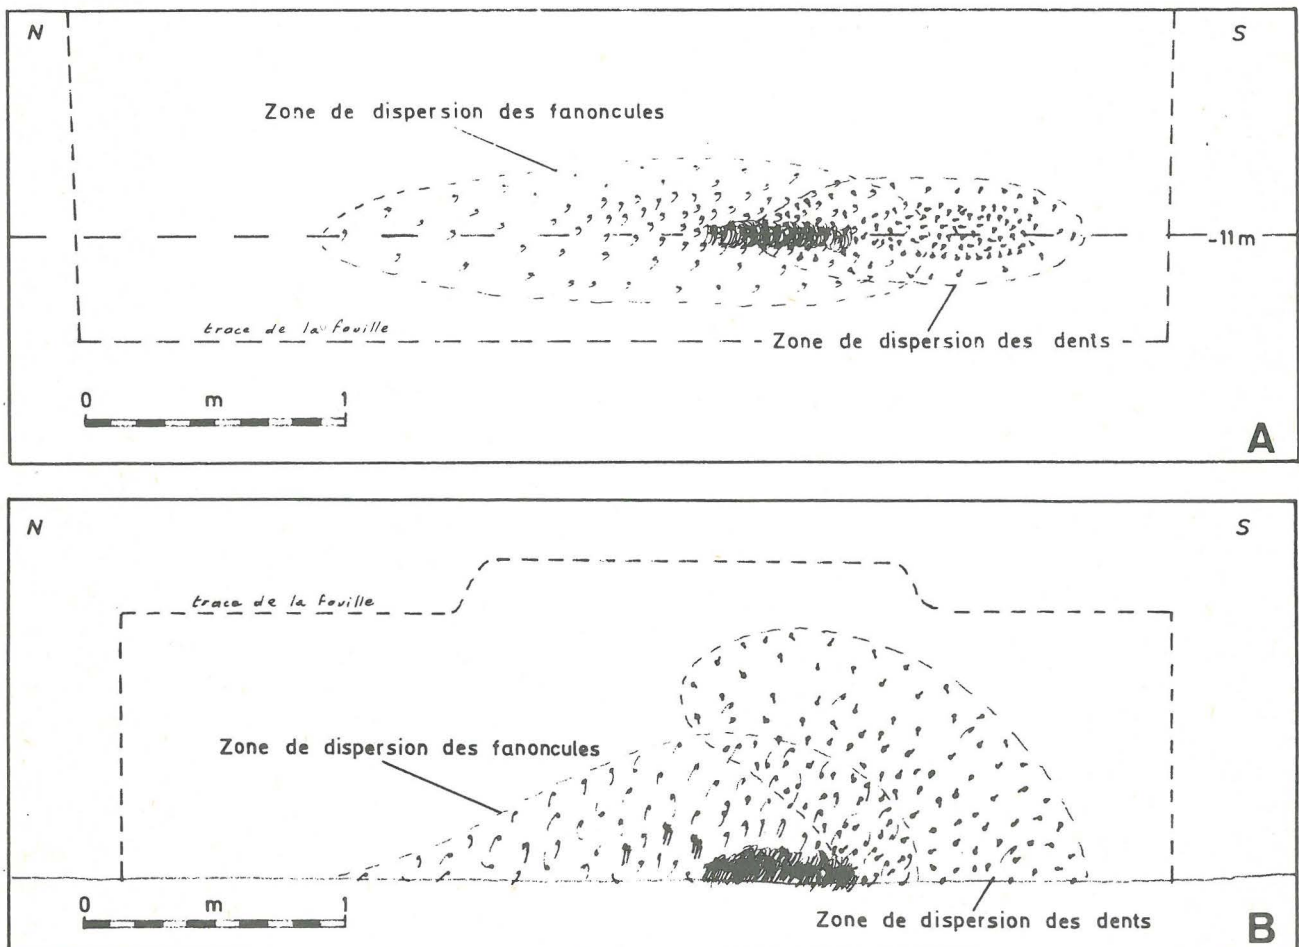 N
S
Zone de dispersion des fanoncules
-11m
trace de la fouille
Zone de dispersion des dents
0 m 1
A
N
S
trace de la fouille
Zone de dispersion des fanoncules
0 m 1
Zone de dispersion des dents
B